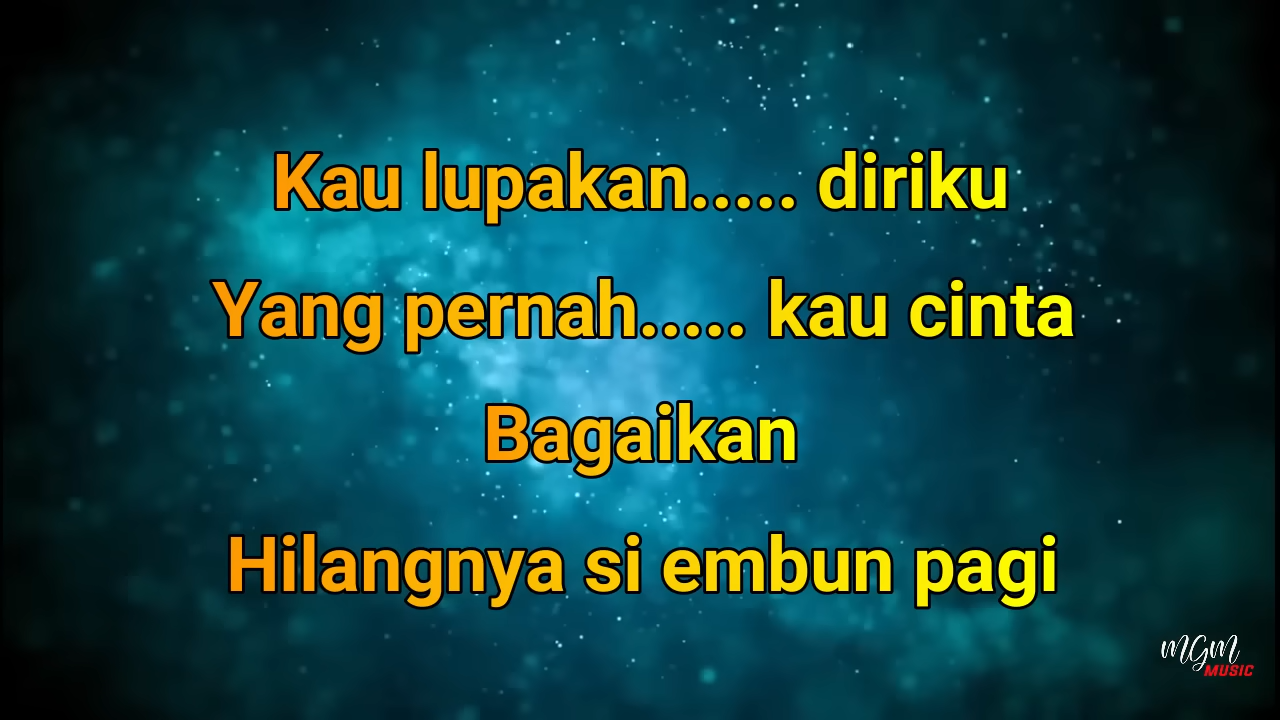 Kau lupakan..... diriku
Yang pernah..... kau cinta
Bagaikan
Hilangnya si embun pagi
MGM
MUSIC